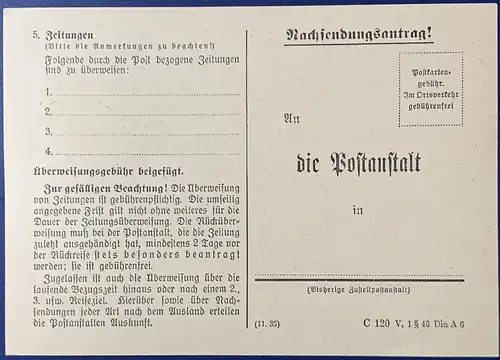 5. Zeitungen
(Bitte die Anmerkungen zu beachten!)
Folgende durch die Post bezogene Zeitungen
sind zu überweisen:
1.
2.
3.
4.
Überweisungsgebühr beigefügt.
Zur gefälligen Beachtung! Die Überweisung
von Zeitungen ist gebührenpflichtig. Die umseitig
angegebene Frist gilt nicht ohne weiteres für
die Dauer der Zeitungsüberweisung. Die Rücküber-
weisung muß bei der Postanstalt, die die Zeitung
zuletzt ausgehändigt hat, mindestens 2 Tage vor
der Rückreise stets besonders beantragt
werden; sie ist gebührenfrei.
Zugelassen ist auch die Überweisung über die
laufende Bezugszeit hinaus oder nach einem 2.,
3. usw. Reiseziel. Hierüber sowie über Nach-
sendungen jeder Art nach dem Ausland erteilen
die Postanstalten Auskunft.
Nachsendungsantrag!
Postkarten-
gebühr.
Im Ortsverkehr
gebührenfrei
An
die Postanstalt
in
(Bisherige Zustellpostanstalt)
(11. 35)
C 120 V, 1 § 46 Din A 6